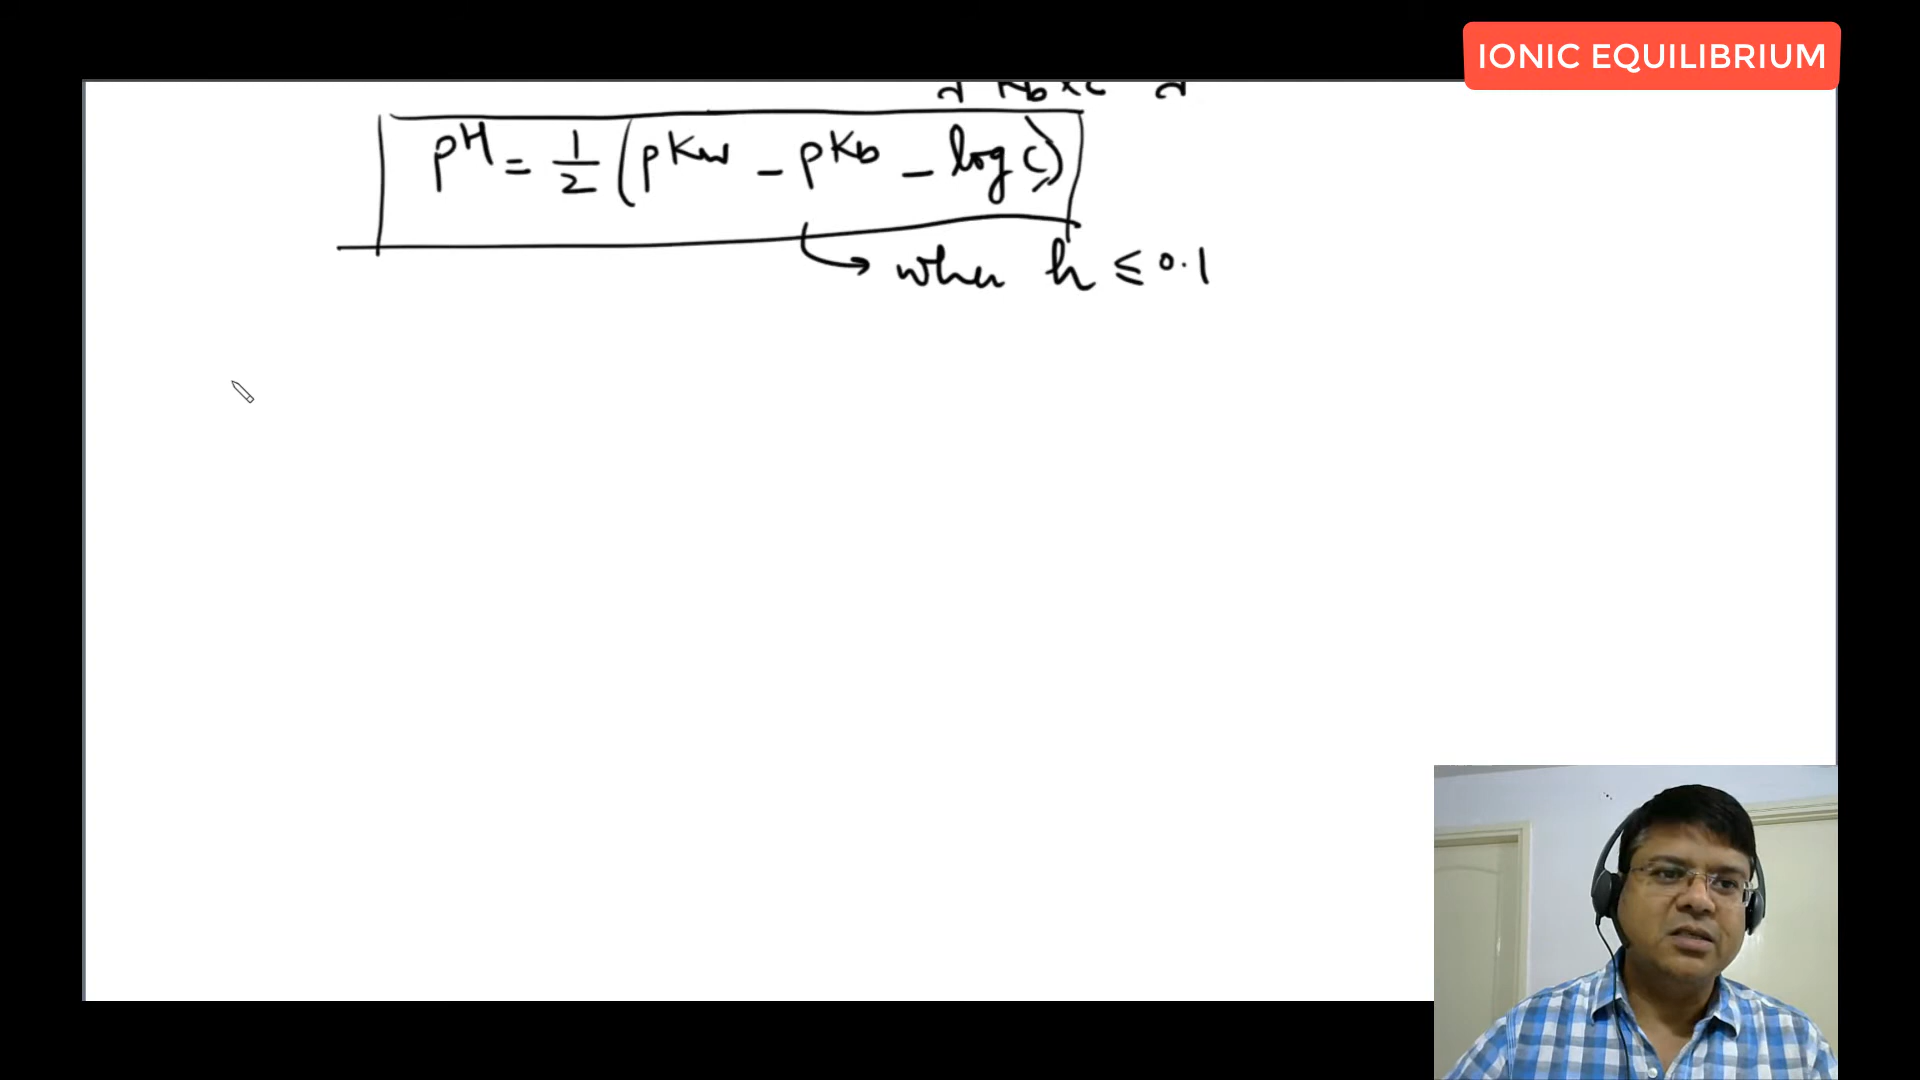 IONIC EQUILIBRIUM
pH = 1/2 (pKw - pKb - log C)
when h ≤ 0.1